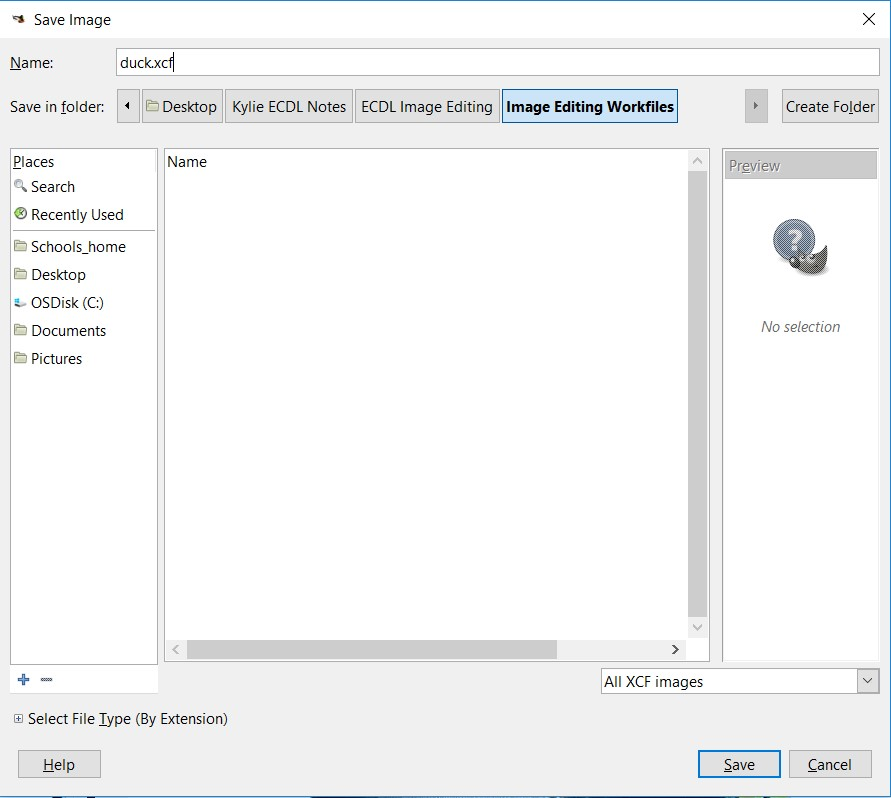 Save Image
Name:
duck.xcf
Save in folder:
Desktop
Kylie ECDL Notes
ECDL Image Editing
Image Editing Workfiles
Create Folder
Places
Search
Recently Used
Schools_home
Desktop
OSDisk (C:)
Documents
Pictures
Name
Preview
?
No selection
All XCF images
Select File Type (By Extension)
Help
Save
Cancel